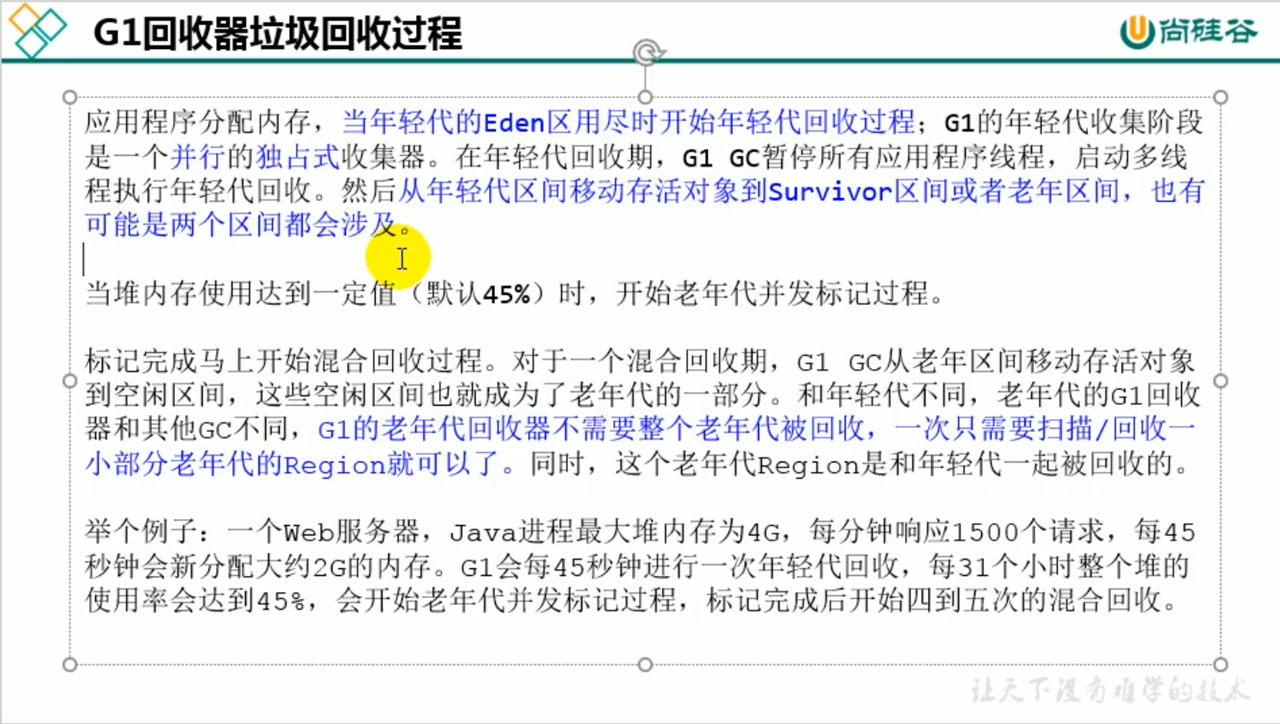 G1回收器垃圾回收过程
尚硅谷
应用程序分配内存，当年轻代的Eden区用尽时开始年轻代回收过程；G1的年轻代收集阶段
是一个并行的独占式收集器。在年轻代回收期，G1 GC暂停所有应用程序线程，启动多线
程执行年轻代回收。然后从年轻代区间移动存活对象到Survivor区间或者老年区间，也有
可能是两个区间都会涉及。
当堆内存使用达到一定值（默认45%）时，开始老年代并发标记过程。
标记完成马上开始混合回收过程。对于一个混合回收期，G1 GC从老年区间移动存活对象
到空闲区间，这些空闲区间也就成为了老年代的一部分。和年轻代不同，老年代的G1回收
器和其他GC不同，G1的老年代回收器不需要整个老年代被回收，一次只需要扫描/回收一
小部分老年代的Region就可以了。同时，这个老年代Region是和年轻代一起被回收的。
举个例子：一个Web服务器，Java进程最大堆内存为4G，每分钟响应1500个请求，每45
秒钟会新分配大约2G的内存。G1会每45秒钟进行一次年轻代回收，每31个小时整个堆的
使用率会达到45%，会开始老年代并发标记过程，标记完成后开始四到五次的混合回收。
让天下没有难学的技术